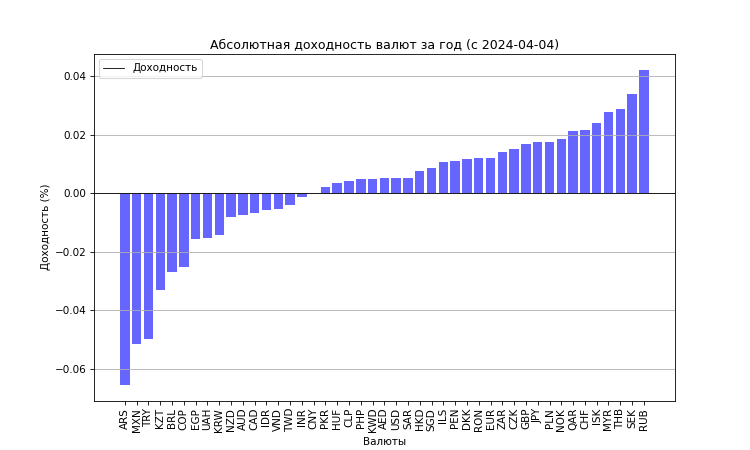 Абсолютная доходность валют за год (с 2024-04-04)
Доходность
Доходность (%)
0.04
0.02
0.00
−0.02
−0.04
−0.06
ARS MXN TRY KZT BRL COP EGP UAH KRW NZD AUD CAD IDR VND TWD INR CNY PKR HUF CLP PHP KWD AED USD SAR HKD SGD ILS PEN DKK RON EUR ZAR CZK GBP JPY PLN NOK QAR CHF ISK MYR THB SEK RUB
Валюты